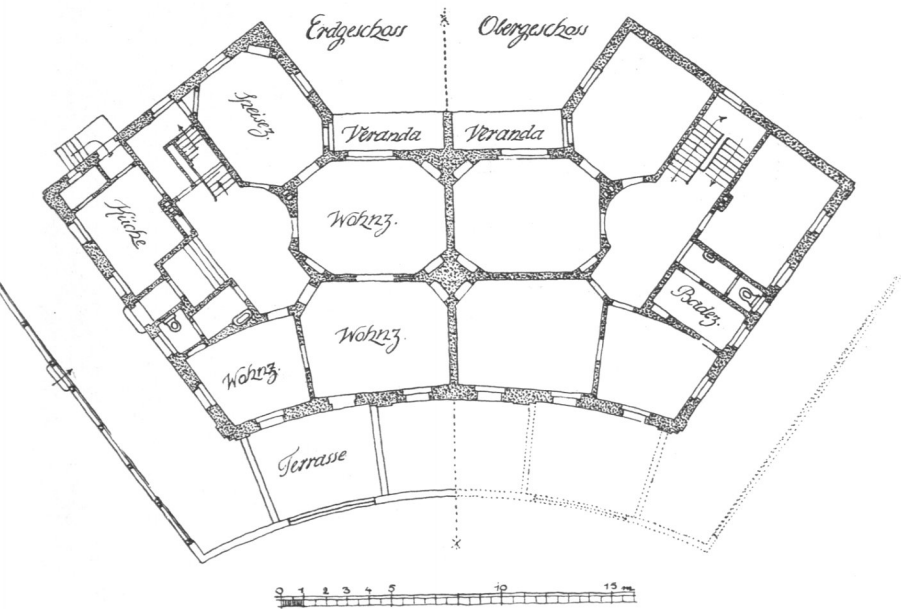 Erdgeschoss
Obergeschoss
Speisez.
Veranda
Veranda
Küche
Wohnz.
Wohnz.
Badez.
Wohnz.
Terrasse
0 1 2 3 4 5 10 15 m